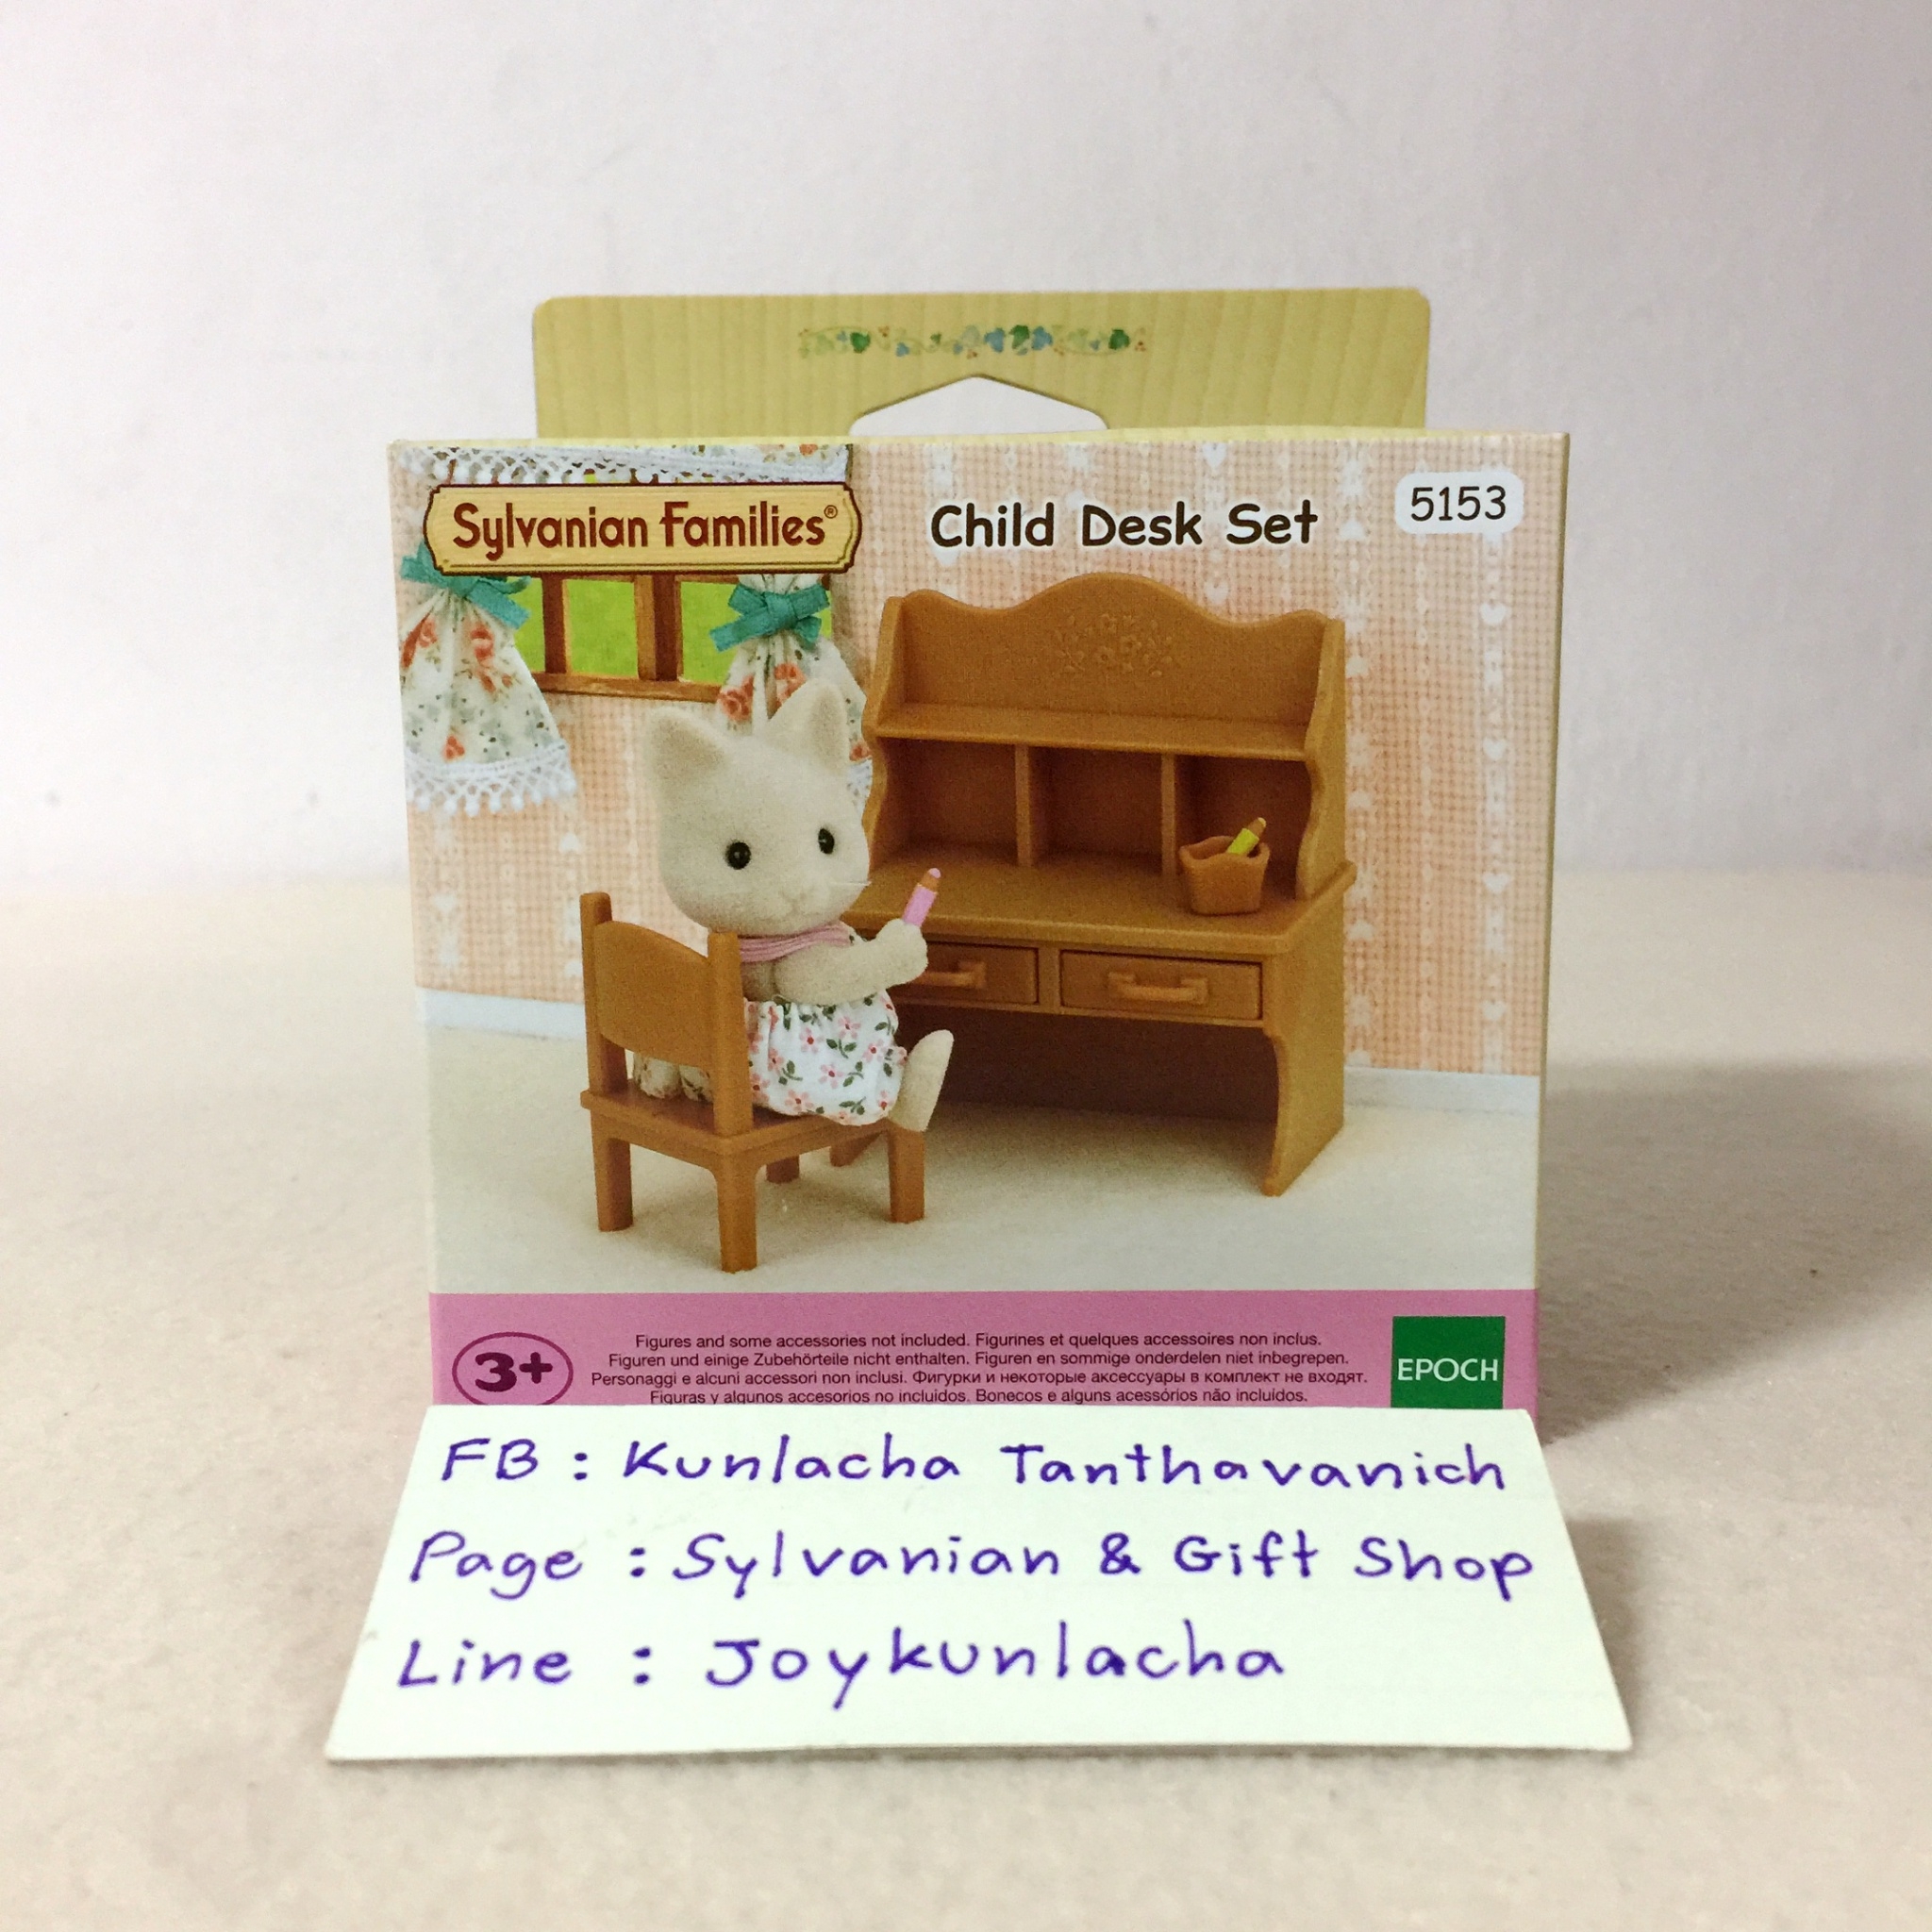 Sylvanian Families®
Child Desk Set
5153
3+
Figures and some accessories not included. Figurines et quelques accessoires non inclus.
Figuren und einige Zubehörteile nicht enthalten. Figuren en sommige onderdelen niet inbegrepen.
Personaggi e alcuni accessori non inclusi. Фигурки и некоторые аксессуары в комплект не входят.
Figuras y algunos accesorios no incluidos. Bonecos e alguns acessórios não incluídos.
EPOCH
FB : Kunlacha Tanthavanich
Page : Sylvanian & Gift Shop
Line : Joykunlacha